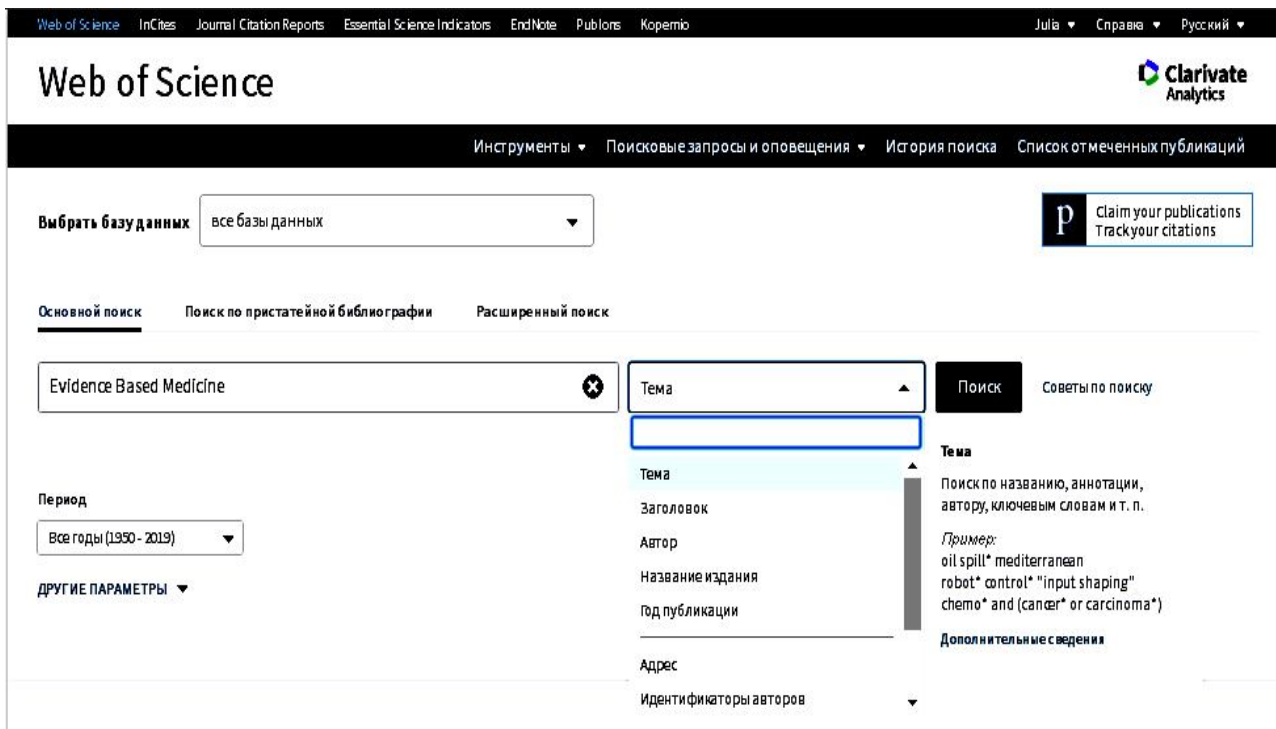 Web of Science InCites Journal Citation Reports Essential Science Indicators EndNote Publons Kopernio Julia Справка Русский
Web of Science
Clarivate
Analytics
Инструменты Поисковые запросы и оповещения История поиска Список отмеченных публикаций
Выбрать базу данных все базы данных
p Claim your publications
Track your citations
Основной поиск Поиск по пристатейной библиографии Расширенный поиск
Evidence Based Medicine Тема Поиск Советы по поиску
Тема
Заголовок
Автор
Название издания
Год публикации
Адрес
Идентификаторы авторов
Тема
Поиск по названию, аннотации,
автору, ключевым словам и т. п.
Пример:
oil spill* mediterranean
robot* control* "input shaping"
chemo* and (cancer* or carcinoma*)
Дополнительные сведения
Период
Все годы (1950 - 2019)
ДРУГИЕ ПАРАМЕТРЫ